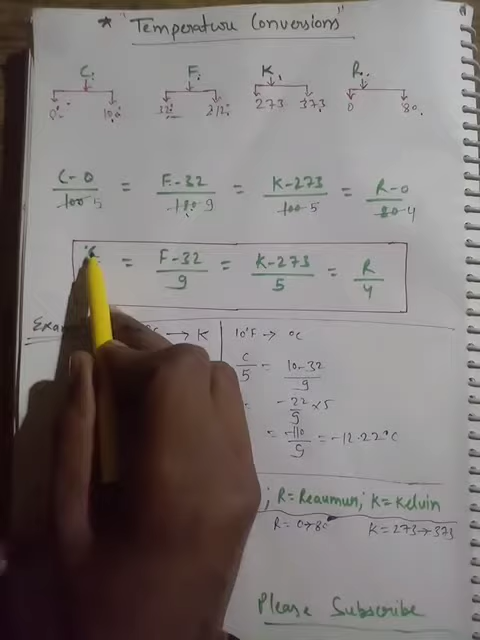 * "Temperature Conversions"
C. F. K. R.
0° 100° 32° 212° 273 373. 0 80.
C-0/100 5 = F-32/180 9 = K-273/100 5 = R-0/80 4
= F-32/9 = K-273/5 = R/4
→ K 10°F → °C
C/5 = 10-32/9
= -22/9 x5
= -110/9 = -12.22°C
; R=Reaumur; K=Kelvin
R = 0→80 K = 273→373
Please Subscribe